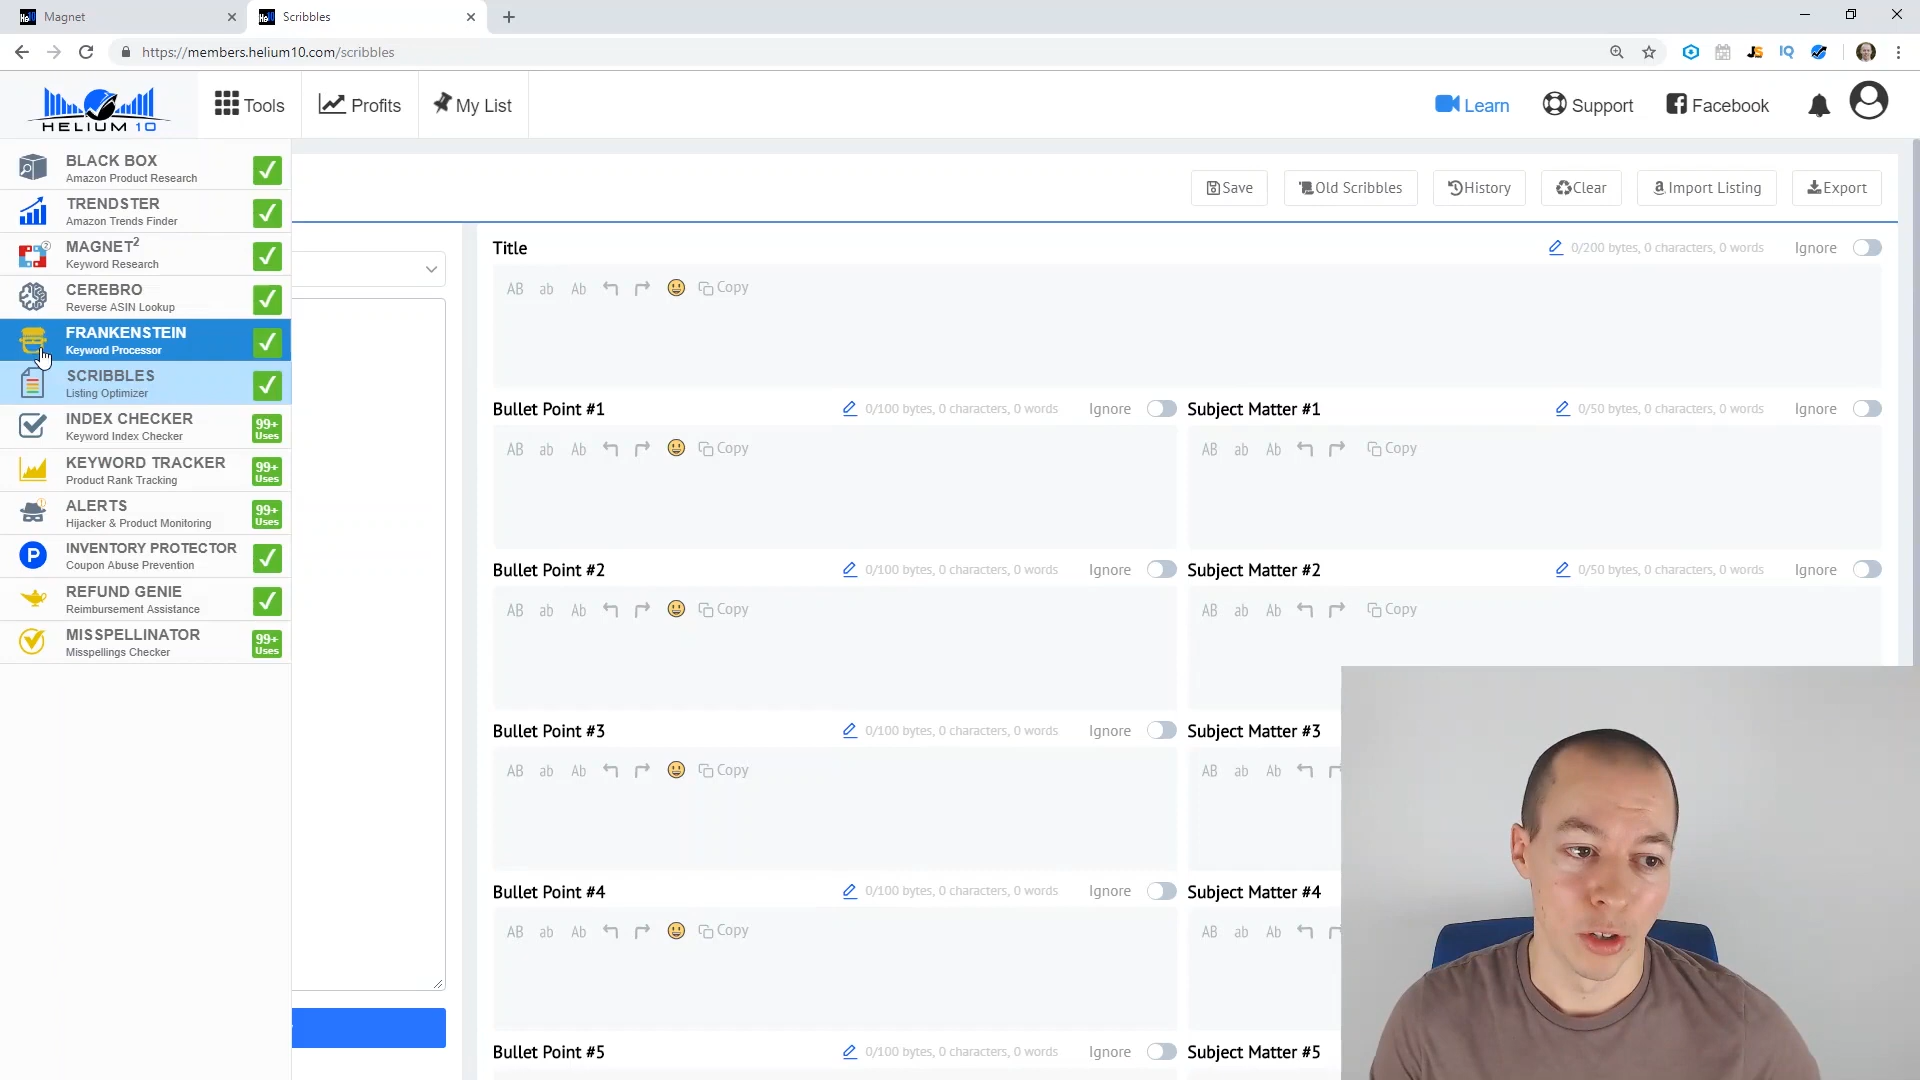 Magnet
Scribbles
https://members.helium10.com/scribbles
JS
IQ
HELIUM 10
Tools
Profits
My List
Learn
Support
Facebook
BLACK BOX
Amazon Product Research
TRENDSTER
Amazon Trends Finder
MAGNET2
Keyword Research
CEREBRO
Reverse ASIN Lookup
FRANKENSTEIN
Keyword Processor
SCRIBBLES
Listing Optimizer
INDEX CHECKER
Keyword Index Checker
99+
Uses
KEYWORD TRACKER
Product Rank Tracking
99+
Uses
ALERTS
Hijacker & Product Monitoring
99+
Uses
P
INVENTORY PROTECTOR
Coupon Abuse Prevention
REFUND GENIE
Reimbursement Assistance
MISSPELLINATOR
Misspellings Checker
99+
Uses
Save
Old Scribbles
History
Clear
Import Listing
Export
Title
0/200 bytes, 0 characters, 0 words
Ignore
AB ab Ab Copy
Bullet Point #1
0/100 bytes, 0 characters, 0 words
Ignore
AB ab Ab Copy
Subject Matter #1
0/50 bytes, 0 characters, 0 words
Ignore
AB ab Ab Copy
Bullet Point #2
0/100 bytes, 0 characters, 0 words
Ignore
AB ab Ab Copy
Subject Matter #2
0/50 bytes, 0 characters, 0 words
Ignore
AB ab Ab Copy
Bullet Point #3
0/100 bytes, 0 characters, 0 words
Ignore
AB ab Ab Copy
Subject Matter #3
AB ab Ab
Bullet Point #4
0/100 bytes, 0 characters, 0 words
Ignore
AB ab Ab Copy
Subject Matter #4
AB ab Ab
Bullet Point #5
0/100 bytes, 0 characters, 0 words
Ignore
Subject Matter #5